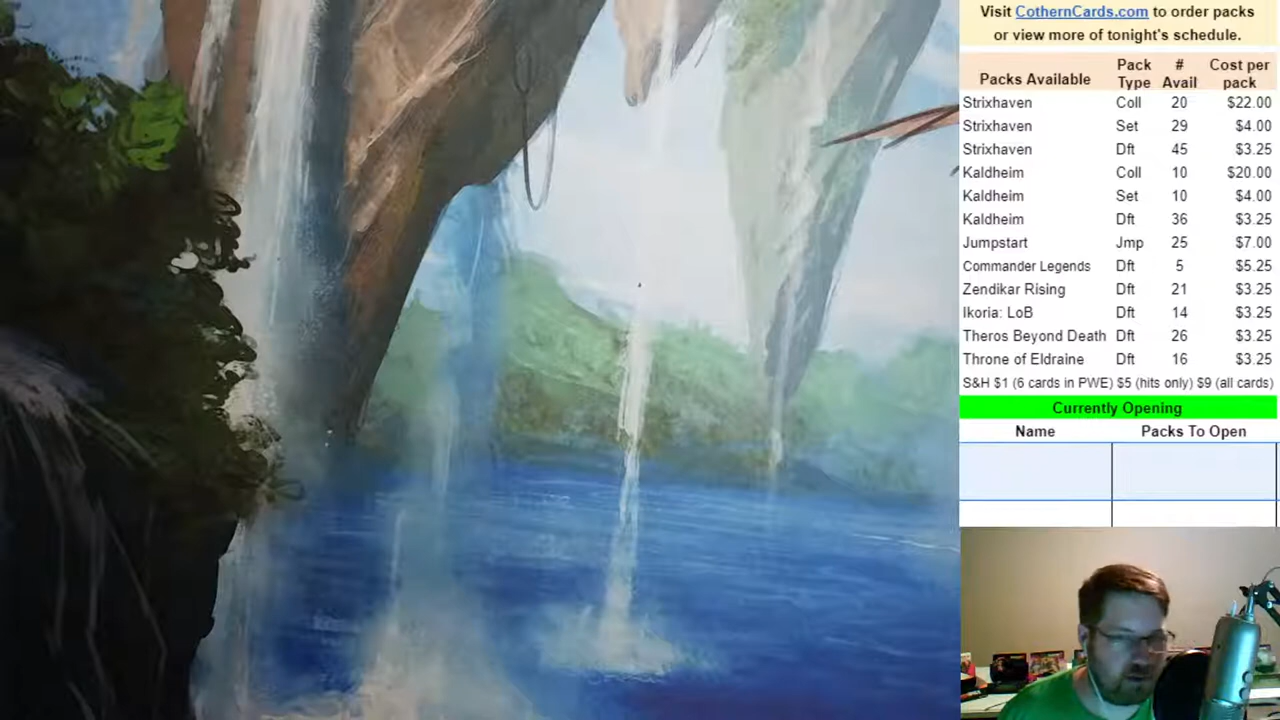 Visit CothernCards.com to order packs
or view more of tonight's schedule.
Packs Available Pack Type # Avail Cost per pack
Strixhaven Coll 20 $22.00
Strixhaven Set 29 $4.00
Strixhaven Dft 45 $3.25
Kaldheim Coll 10 $20.00
Kaldheim Set 10 $4.00
Kaldheim Dft 36 $3.25
Jumpstart Jmp 25 $7.00
Commander Legends Dft 5 $5.25
Zendikar Rising Dft 21 $3.25
Ikoria: LoB Dft 14 $3.25
Theros Beyond Death Dft 26 $3.25
Throne of Eldraine Dft 16 $3.25
S&H $1 (6 cards in PWE) $5 (hits only) $9 (all cards)
Currently Opening
Name Packs To Open